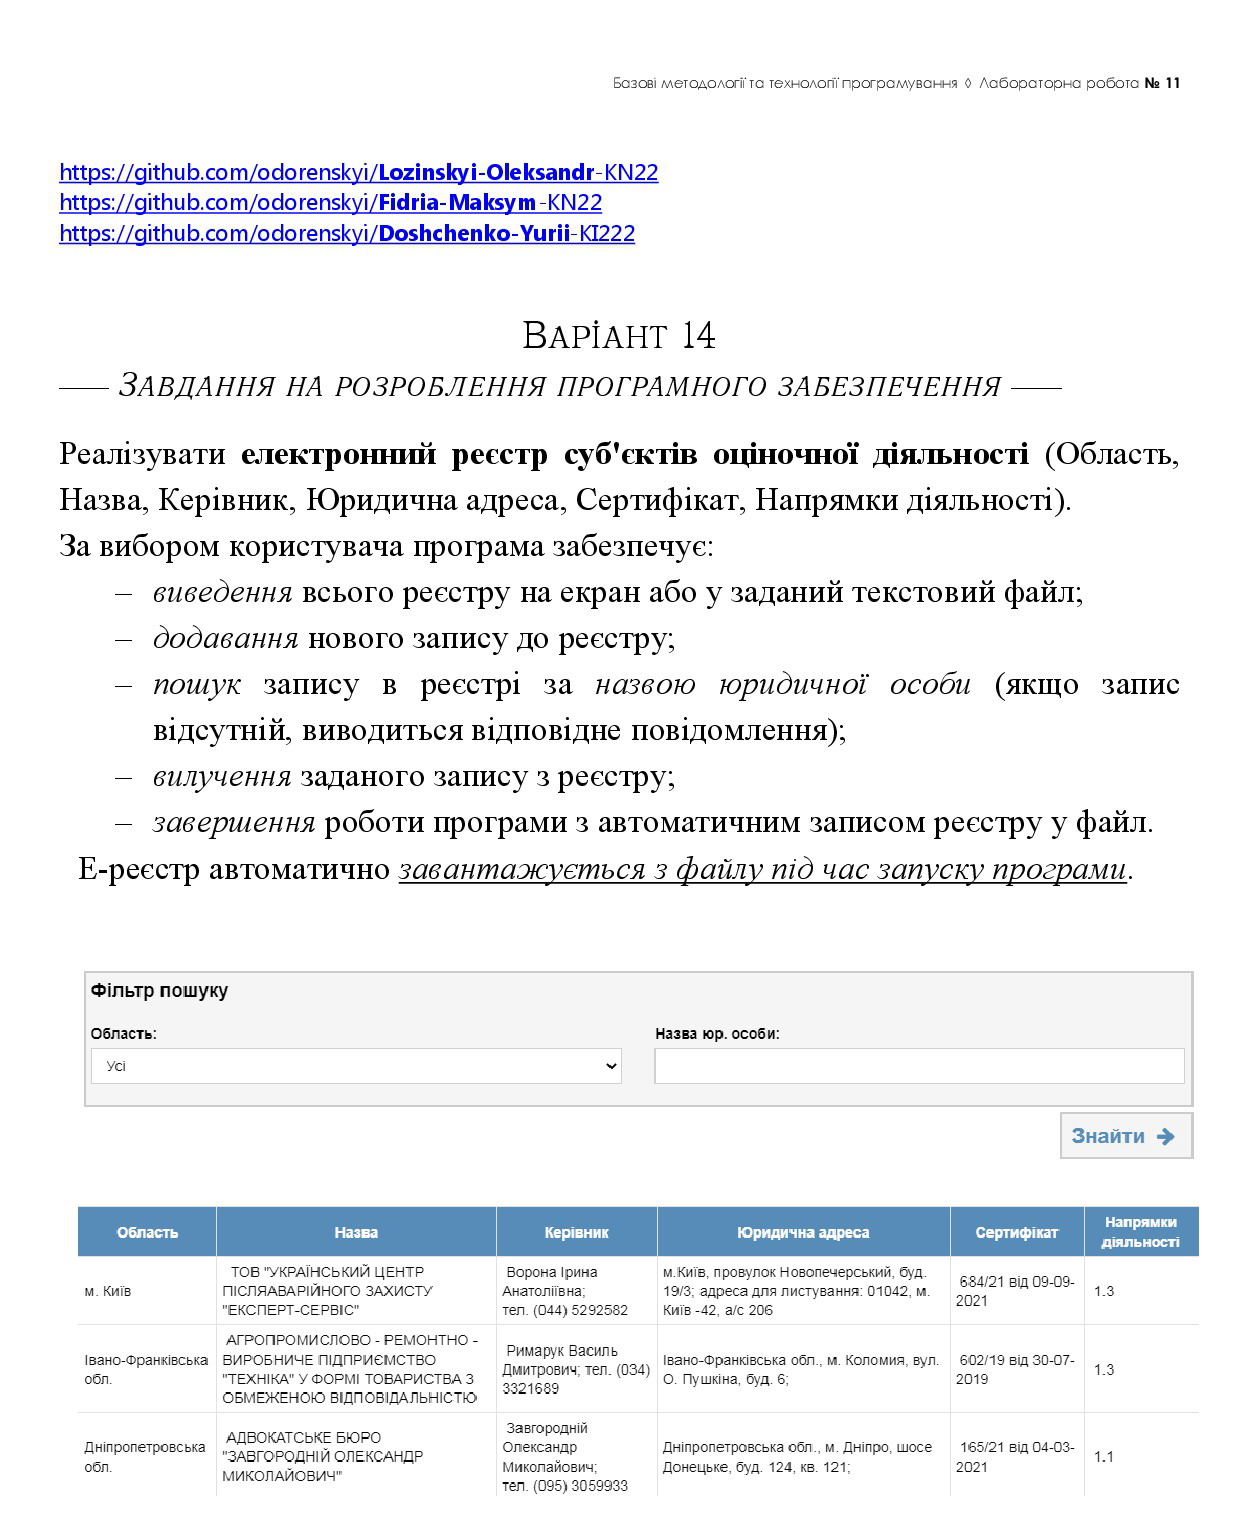 Базові методології та технології програмування ◊ Лабораторна робота № 11
https://github.com/odorenskyi/Lozinskyi-Oleksandr-KN22
https://github.com/odorenskyi/Fidria-Maksym-KN22
https://github.com/odorenskyi/Doshchenko-Yurii-KI222
Варіант 14
—— Завдання на розроблення програмного забезпечення ——
Реалізувати електронний реєстр суб'єктів оціночної діяльності (Область,
Назва, Керівник, Юридична адреса, Сертифікат, Напрямки діяльності).
За вибором користувача програма забезпечує:
– виведення всього реєстру на екран або у заданий текстовий файл;
– додавання нового запису до реєстру;
– пошук запису в реєстрі за назвою юридичної особи (якщо запис
відсутній, виводиться відповідне повідомлення);
– вилучення заданого запису з реєстру;
– завершення роботи програми з автоматичним записом реєстру у файл.
Е-реєстр автоматично завантажується з файлу під час запуску програми.
Фільтр пошуку
Область: Назва юр. особи:
Усі
Знайти →
Область Назва Керівник Юридична адреса Сертифікат Напрямки діяльності
м. Київ
ТОВ "УКРАЇНСЬКИЙ ЦЕНТР
ПІСЛЯАВАРІЙНОГО ЗАХИСТУ
"ЕКСПЕРТ-СЕРВІС"
Ворона Ірина
Анатоліївна;
тел. (044) 5292582
м.Київ, провулок Новопечерський, буд.
19/3; адреса для листування: 01042, м.
Київ -42, а/с 206
684/21 від 09-09-
2021
1.3
Івано-Франківська
обл.
АГРОПРОМИСЛОВО - РЕМОНТНО -
ВИРОБНИЧЕ ПІДПРИЄМСТВО
"ТЕХНІКА" У ФОРМІ ТОВАРИСТВА З
ОБМЕЖЕНОЮ ВІДПОВІДАЛЬНІСТЮ
Римарук Василь
Дмитрович; тел. (034)
3321689
Івано-Франківська обл., м. Коломия, вул.
О. Пушкіна, буд. 6;
602/19 від 30-07-
2019
1.3
Дніпропетровська
обл.
АДВОКАТСЬКЕ БЮРО
"ЗАВГОРОДНІЙ ОЛЕКСАНДР
МИКОЛАЙОВИЧ"
Завгородній
Олександр
Миколайович;
тел. (095) 3059933
Дніпропетровська обл., м. Дніпро, шосе
Донецьке, буд. 124, кв. 121;
165/21 від 04-03-
2021
1.1